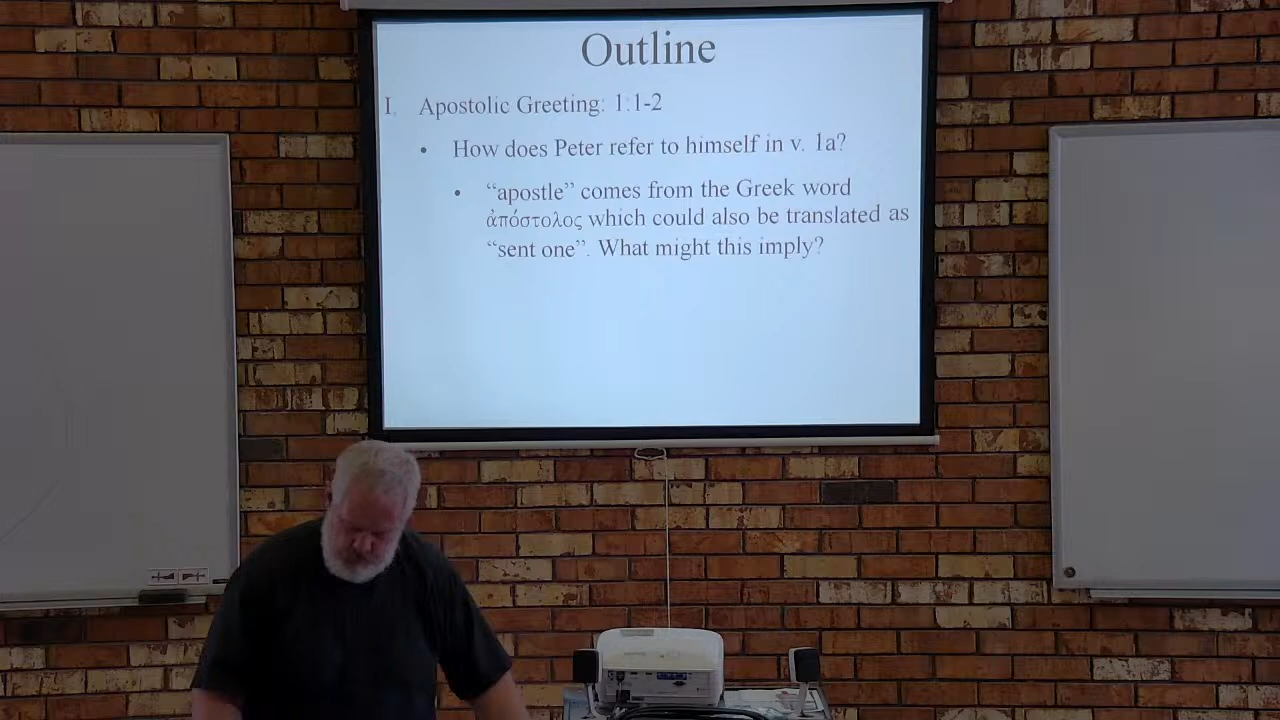 Outline
I. Apostolic Greeting: 1:1-2
• How does Peter refer to himself in v. 1a?
• “apostle” comes from the Greek word
ἀπόστολος which could also be translated as
“sent one”. What might this imply?